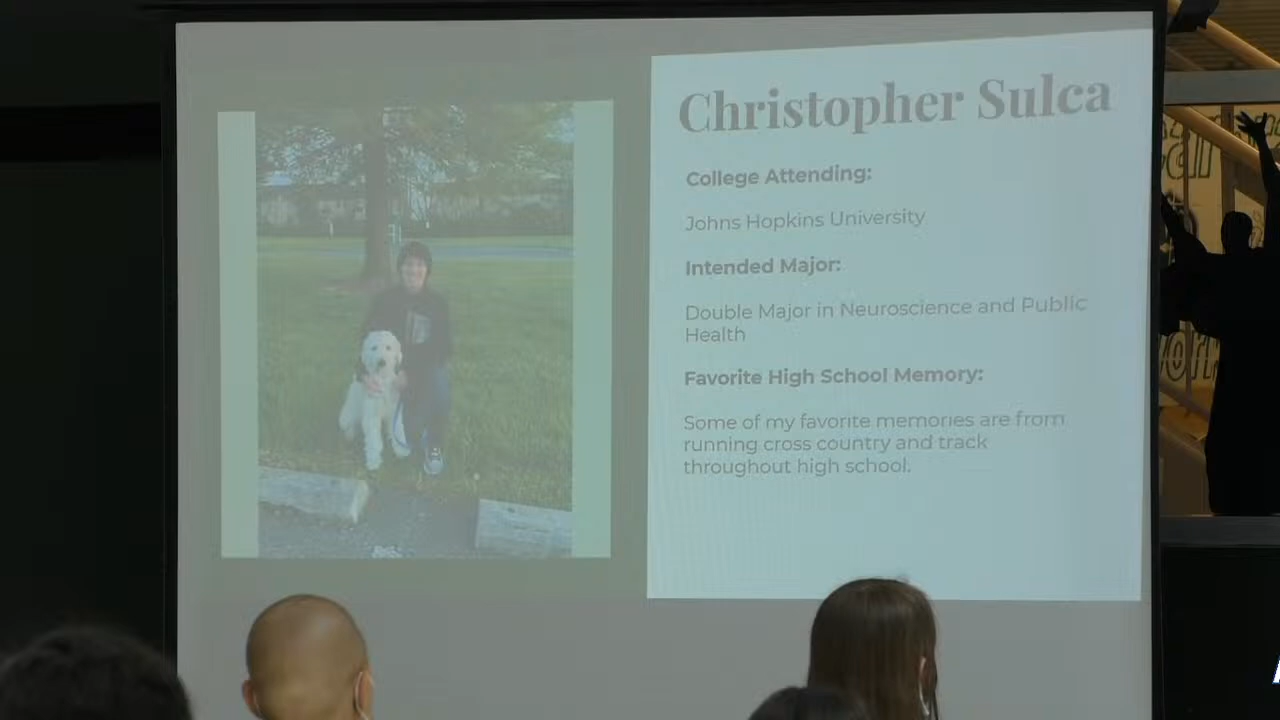 Christopher Sulca
College Attending:
Johns Hopkins University
Intended Major:
Double Major in Neuroscience and Public
Health
Favorite High School Memory:
Some of my favorite memories are from
running cross country and track
throughout high school.